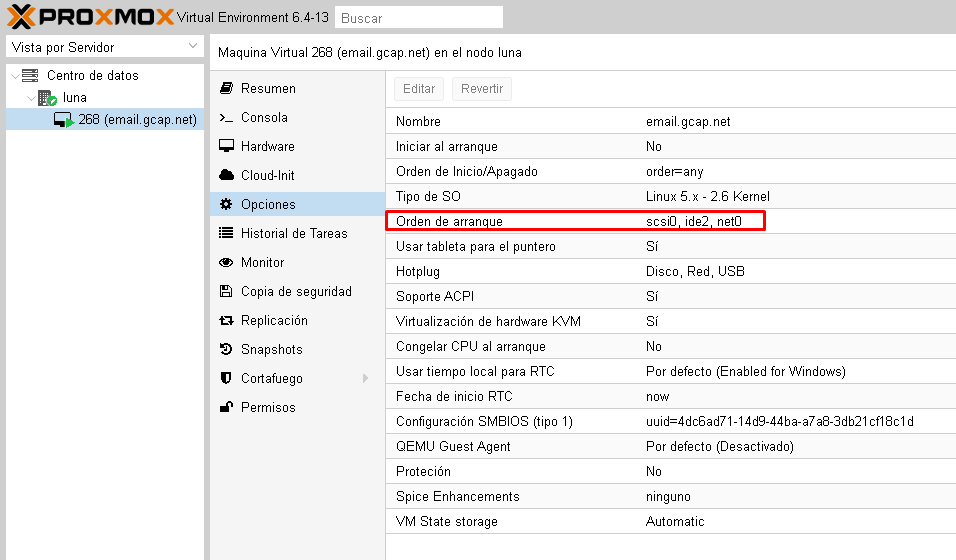 PROXMOX Virtual Environment 6.4-13 Buscar
Vista por Servidor
Maquina Virtual 268 (email.gcap.net) en el nodo luna
Centro de datos
luna
268 (email.gcap.net)
Resumen
Consola
Hardware
Cloud-Init
Opciones
Historial de Tareas
Monitor
Copia de seguridad
Replicación
Snapshots
Cortafuego
Permisos
Editar Revertir
Nombre email.gcap.net
Iniciar al arranque No
Orden de Inicio/Apagado order=any
Tipo de SO Linux 5.x - 2.6 Kernel
Orden de arranque scsi0, ide2, net0
Usar tableta para el puntero Sí
Hotplug Disco, Red, USB
Soporte ACPI Sí
Virtualización de hardware KVM Sí
Congelar CPU al arranque No
Usar tiempo local para RTC Por defecto (Enabled for Windows)
Fecha de inicio RTC now
Configuración SMBIOS (tipo 1) uuid=4dc6ad71-14d9-44ba-a7a8-3db21cf18c1d
QEMU Guest Agent Por defecto (Desactivado)
Proteción No
Spice Enhancements ninguno
VM State storage Automatic